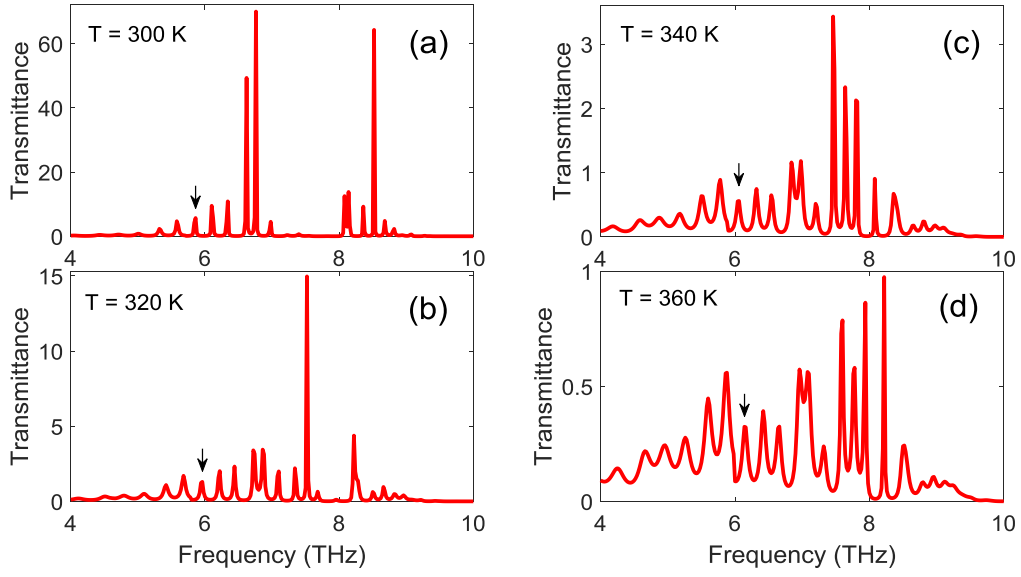 T = 300 K
(a)
Transmittance
60
40
20
0
4
6
8
10
T = 320 K
(b)
Transmittance
15
10
5
0
4
6
8
10
Frequency (THz)
T = 340 K
(c)
Transmittance
3
2
1
0
4
6
8
10
T = 360 K
(d)
Transmittance
1
0.5
0
4
6
8
10
Frequency (THz)